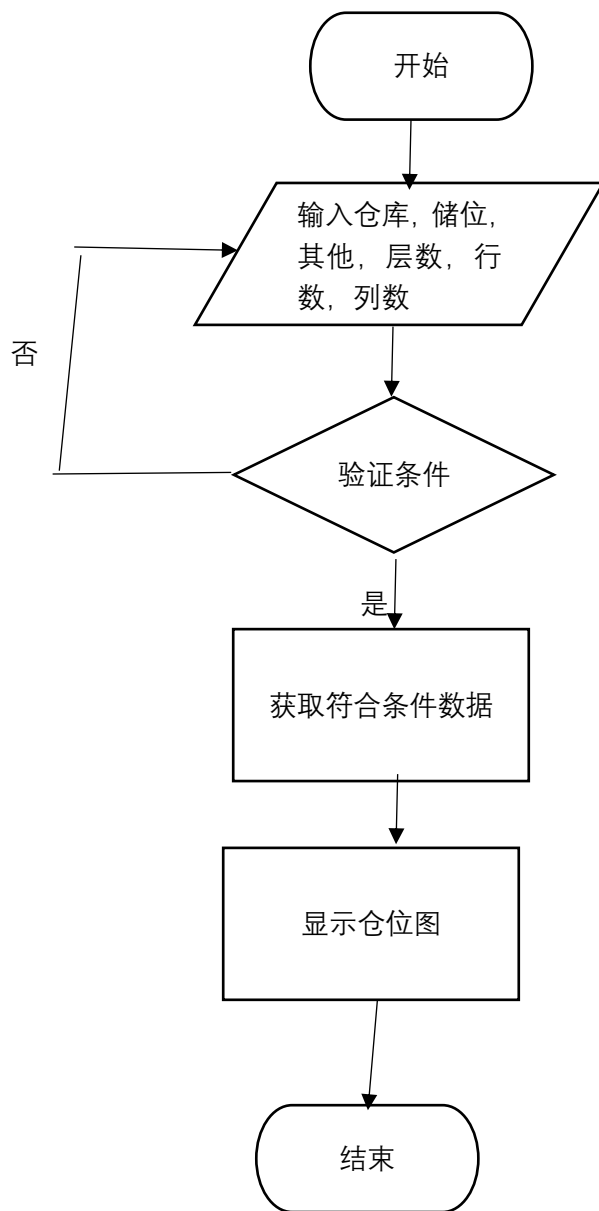 开始
输入仓库, 储位,
其他，层数，行
数，列数
否
验证条件
是
获取符合条件数据
显示仓位图
结束